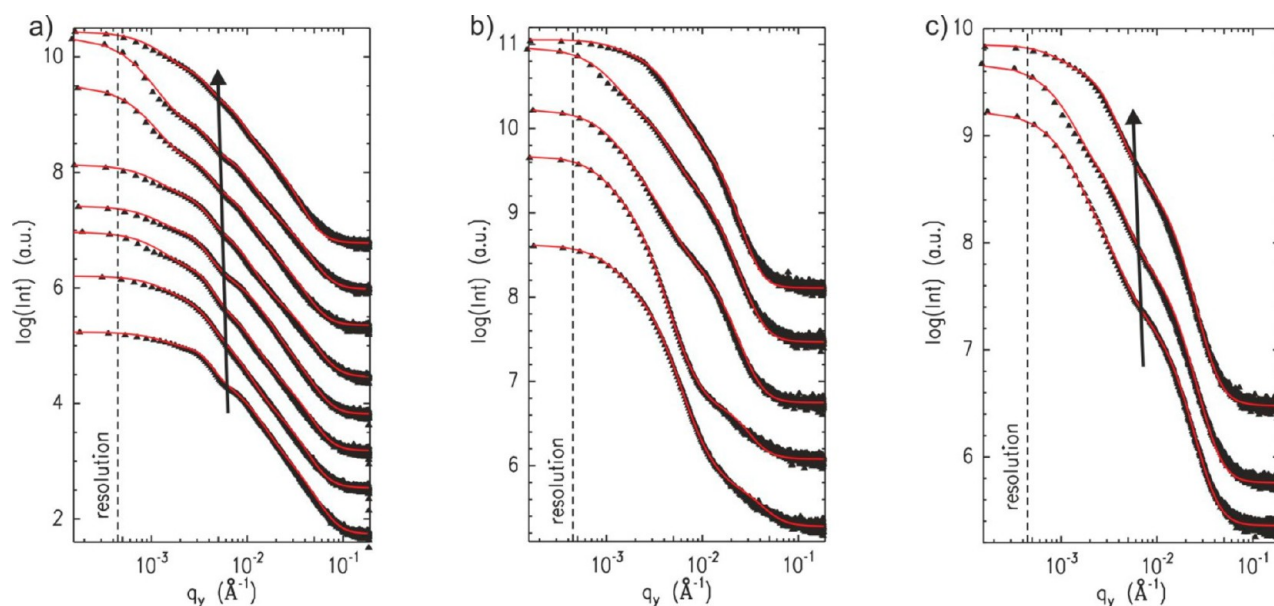 a)
10
8
6
4
2
log(Int) (a.u.)
resolution
10⁻³ 10⁻² 10⁻¹
q_y (Å⁻¹)
b)
11
10
9
8
7
6
log(Int) (a.u.)
resolution
10⁻³ 10⁻² 10⁻¹
q_y (Å⁻¹)
c)
10
9
8
7
6
log(Int) (a.u.)
resolution
10⁻³ 10⁻² 10⁻¹
q_y (Å⁻¹)